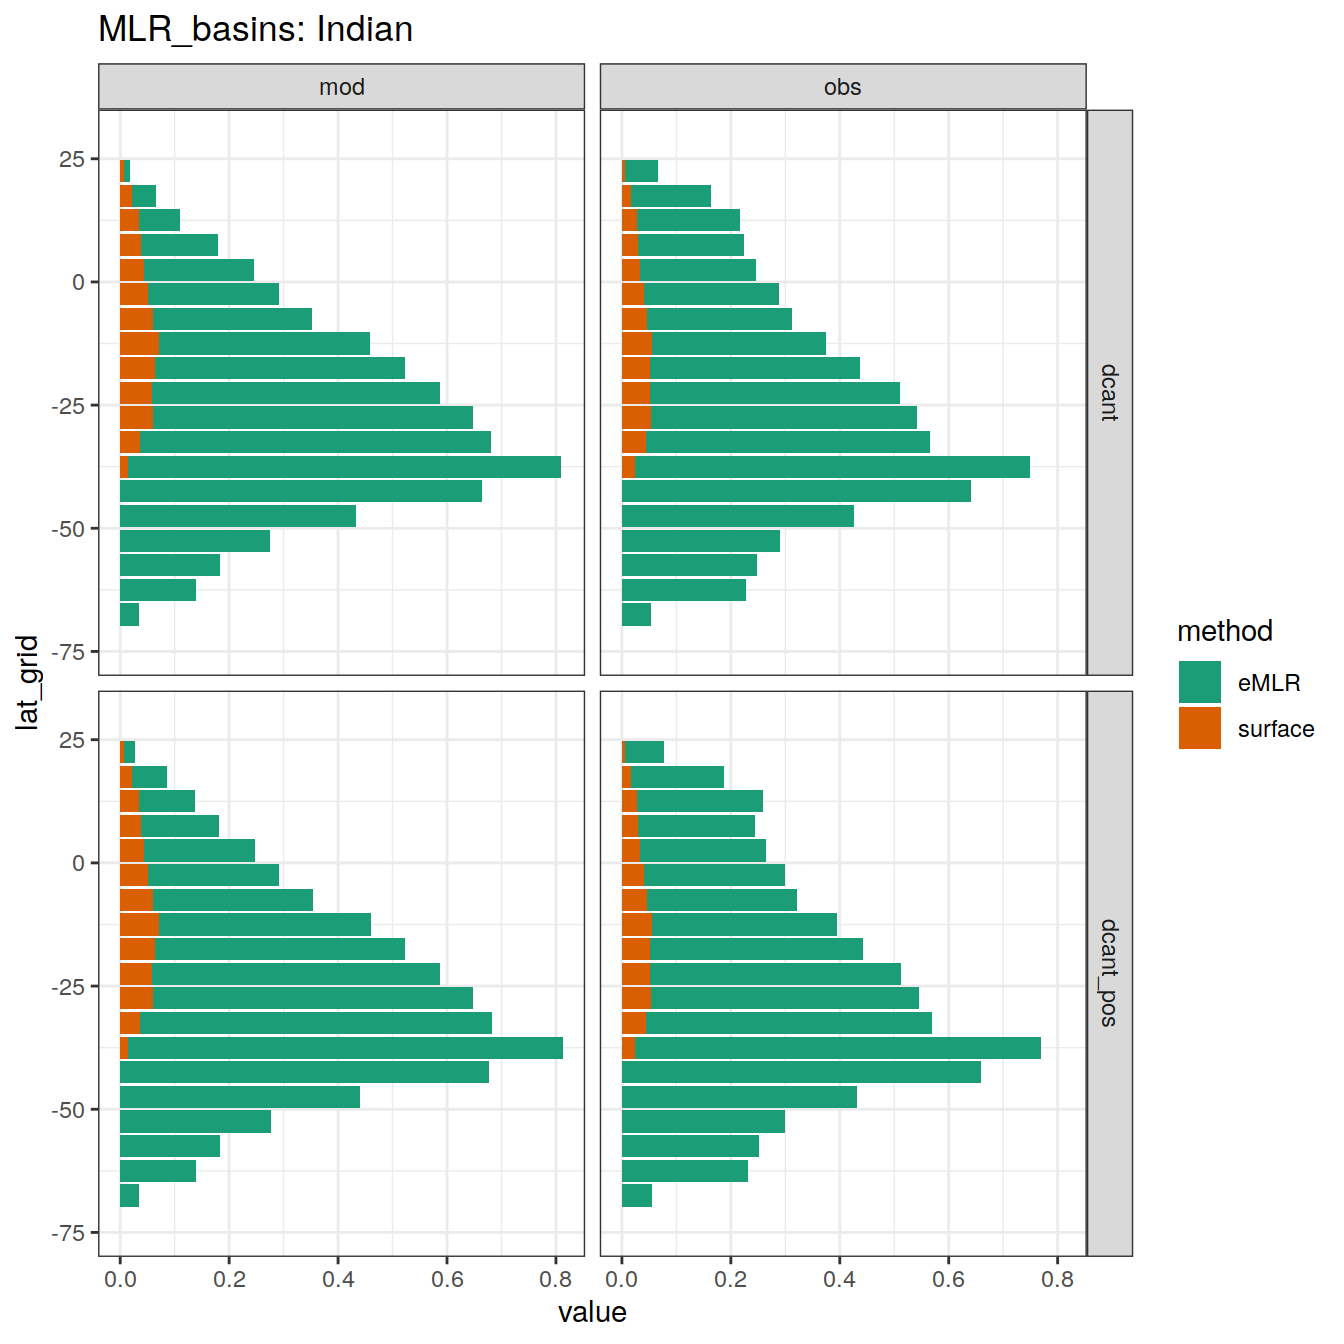 MLR_basins: Indian
mod
obs
25
0
-25
-50
-75
dcant
25
0
-25
-50
-75
dcant_pos
lat_grid
0.0 0.2 0.4 0.6 0.8
0.0 0.2 0.4 0.6 0.8
value
method
eMLR
surface